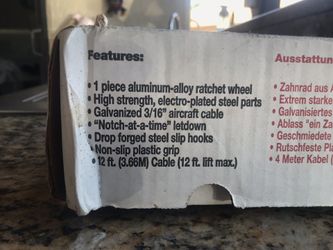 Features:
• 1 piece aluminum-alloy ratchet wheel
• High strength, electro-plated steel parts
• Galvanized 3/16" aircraft cable
• "Notch-at-a-time" letdown
• Drop forged steel slip hooks
• Non-slip plastic grip
• 12 ft. (3.66M) Cable (12 ft. lift max.)
Ausstattun
• Zahnrad aus A
• Extrem starke
• Galvanisiertes
• Ablass "ein Za
• Geschmiedete
• Rutschfeste Pla
• 4 Meter Kabel (